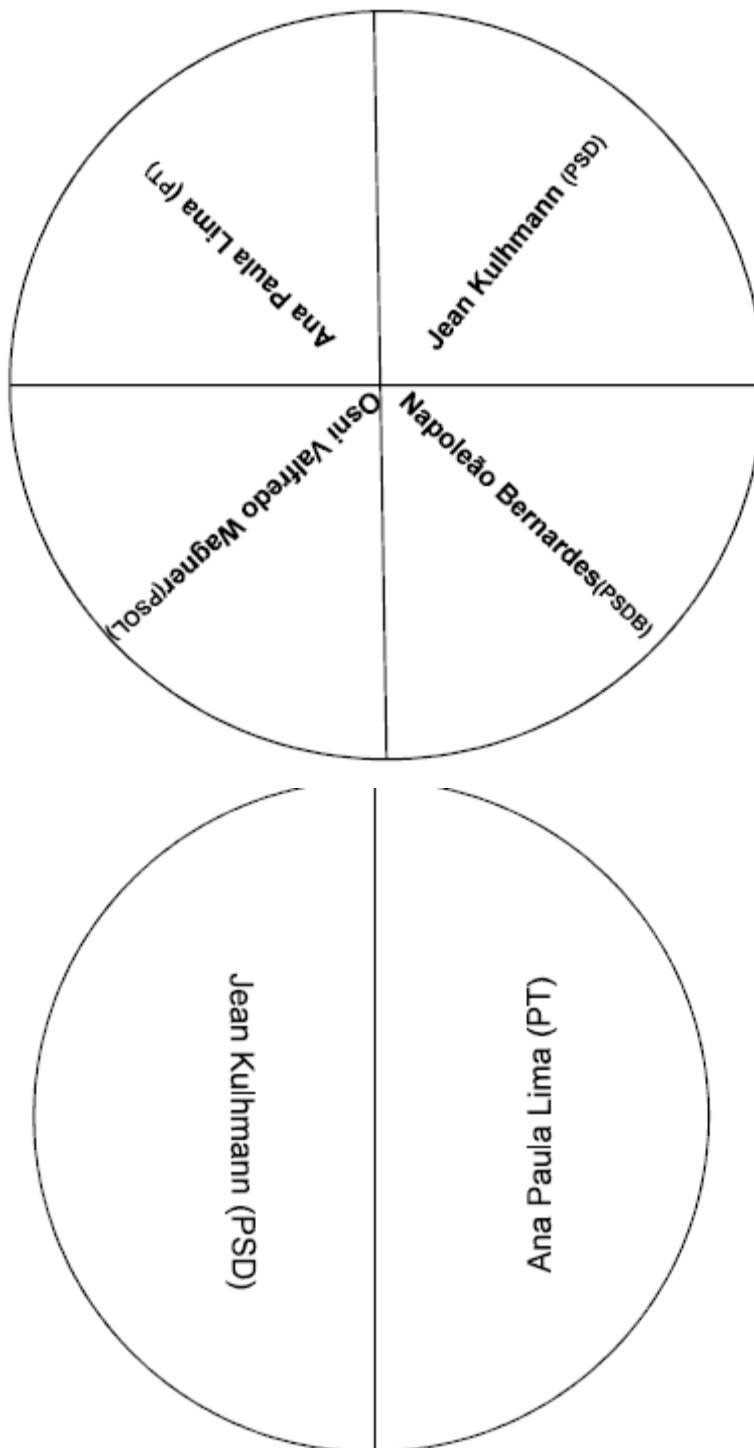 Ana Paula Lima (PT)
Jean Kulhmann (PSD)
Osni Valfredo Wagner(PSOL)
Napoleão Bernardes(PSDB)
Jean Kulhmann (PSD)
Ana Paula Lima (PT)